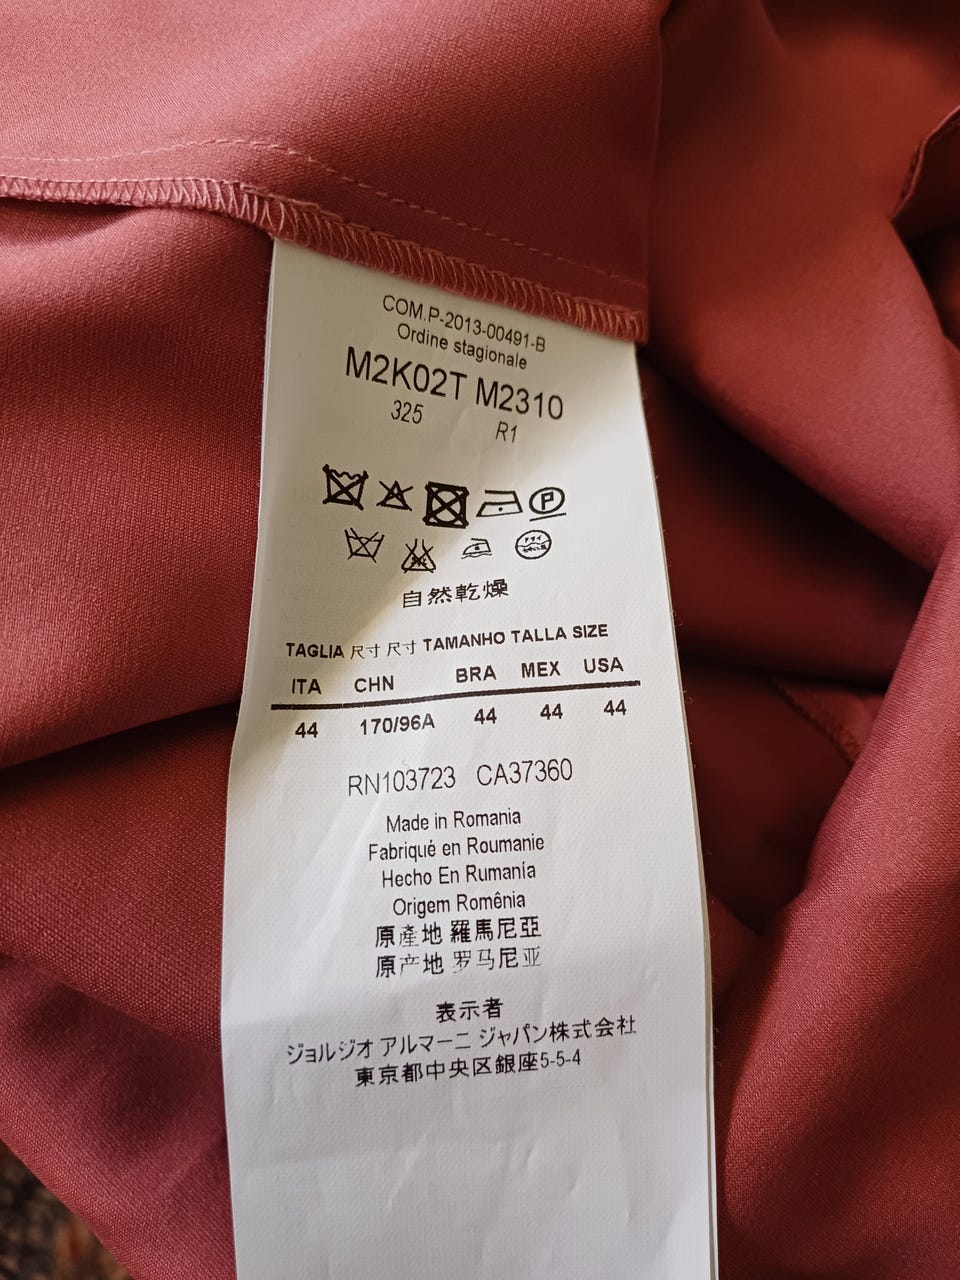 COM.P-2013-00491-B
Ordine stagionale
M2K02T M2310
325 R1
P
自然乾燥
TAGLIA 尺寸 尺寸 TAMANHO TALLA SIZE
ITA CHN BRA MEX USA
44 170/96A 44 44 44
RN103723 CA37360
Made in Romania
Fabriqué en Roumanie
Hecho En Rumanía
Origem Romênia
原產地 羅馬尼亞
原产地 罗马尼亚
表示者
ジョルジオ アルマーニ ジャパン株式会社
東京都中央区銀座5-5-4